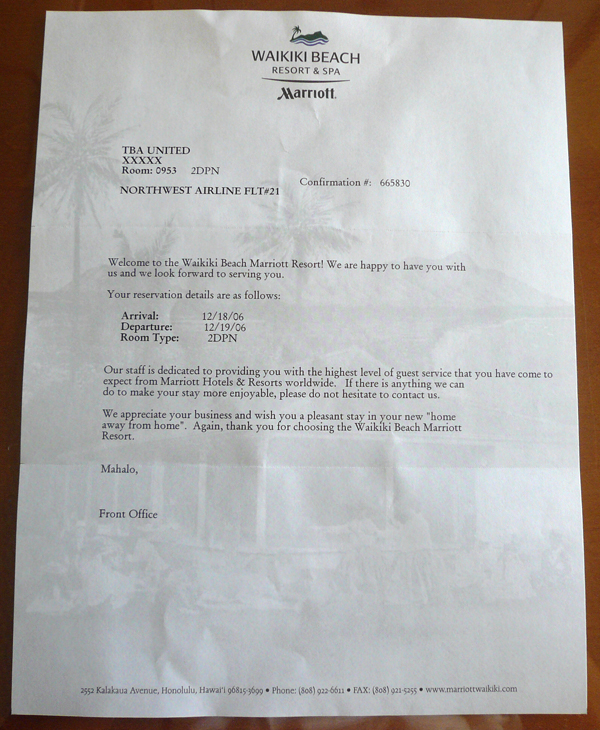 WAIKIKI BEACH
RESORT & SPA
Marriott.
TBA UNITED
XXXXX
Room: 0953 2DPN
Confirmation #: 665830
NORTHWEST AIRLINE FLT#21
Welcome to the Waikiki Beach Marriott Resort! We are happy to have you with
us and we look forward to serving you.
Your reservation details are as follows:
Arrival: 12/18/06
Departure: 12/19/06
Room Type: 2DPN
Our staff is dedicated to providing you with the highest level of guest service that you have come to
expect from Marriott Hotels & Resorts worldwide. If there is anything we can
do to make your stay more enjoyable, please do not hesitate to contact us.
We appreciate your business and wish you a pleasant stay in your new "home
away from home". Again, thank you for choosing the Waikiki Beach Marriott
Resort.
Mahalo,
Front Office
2552 Kalakaua Avenue, Honolulu, Hawai'i 96815-3699 • Phone: (808) 922-6611 • FAX: (808) 921-5255 • www.marriottwaikiki.com